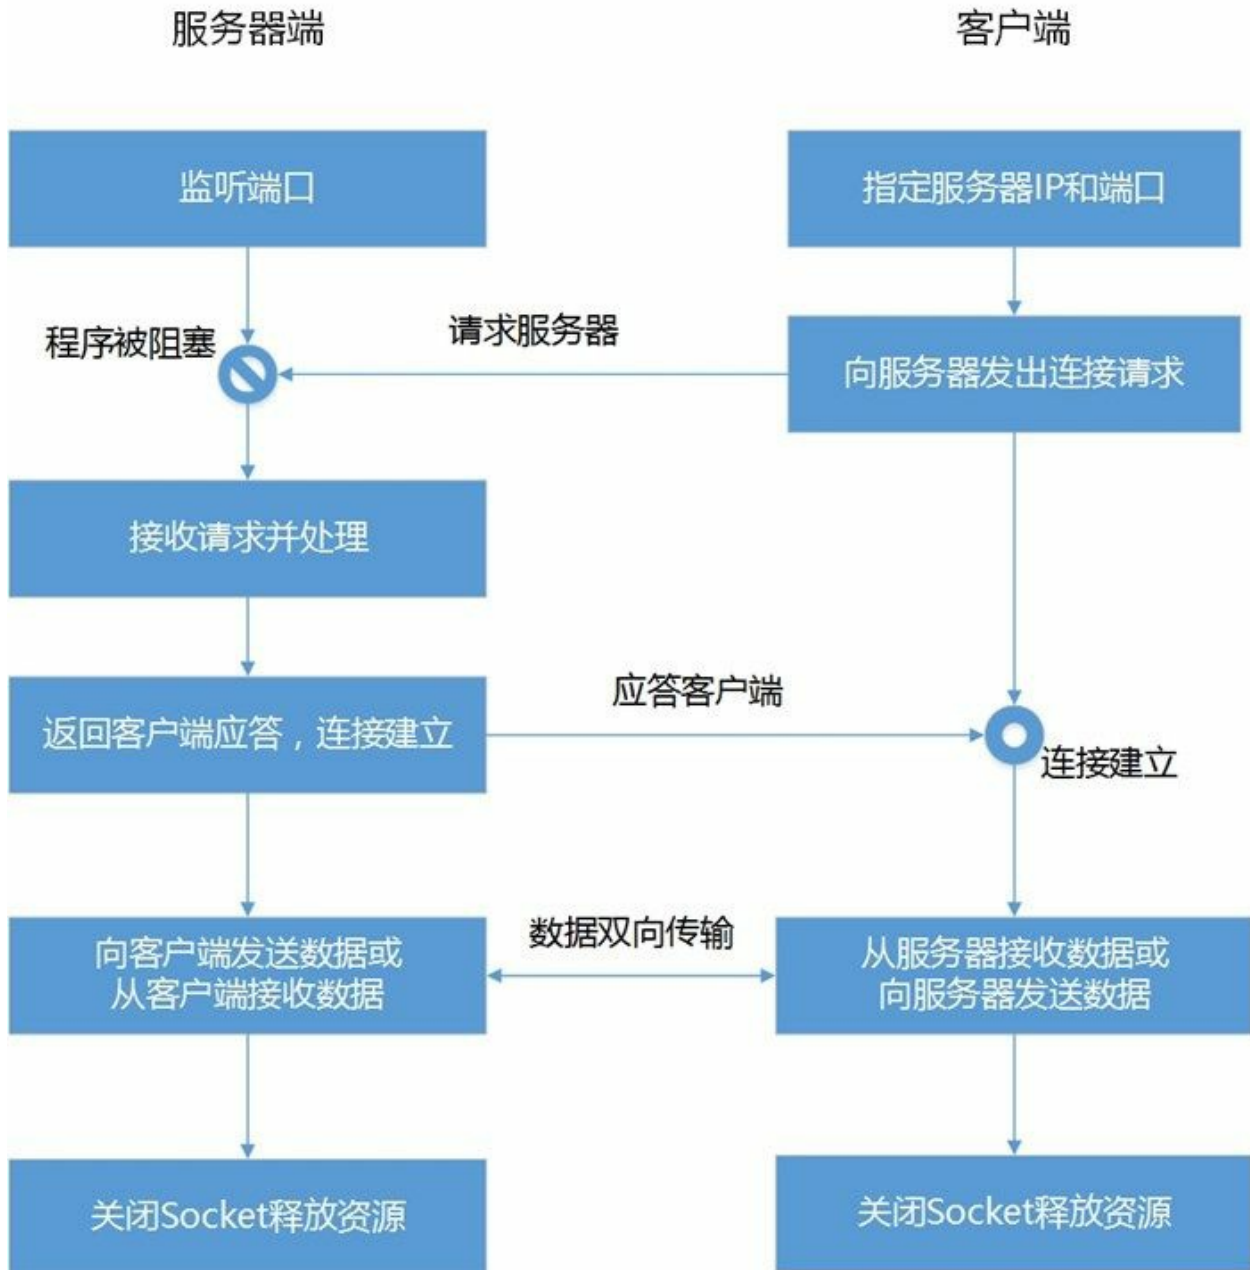 服务器端
客户端
监听端口
指定服务器IP和端口
程序被阻塞
请求服务器
向服务器发出连接请求
接收请求并处理
应答客户端
返回客户端应答，连接建立
连接建立
数据双向传输
向客户端发送数据或
从客户端接收数据
从服务器接收数据或
向服务器发送数据
关闭Socket释放资源
关闭Socket释放资源